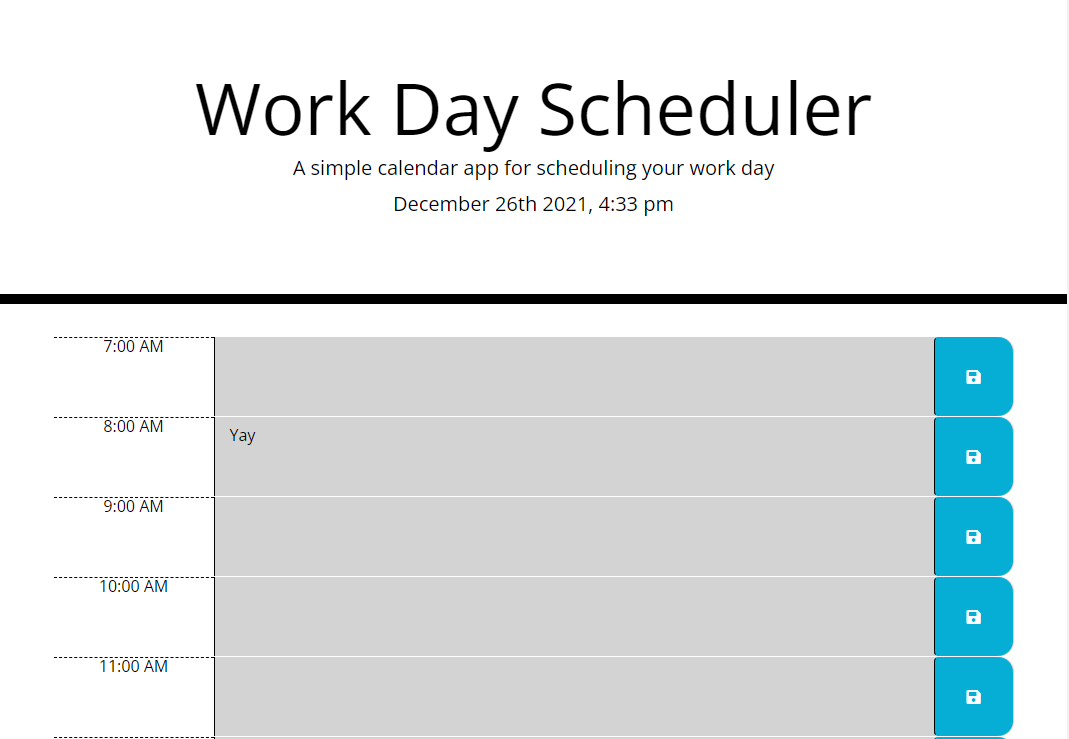 Work Day Scheduler
A simple calendar app for scheduling your work day
December 26th 2021, 4:33 pm
7:00 AM
8:00 AM
Yay
9:00 AM
10:00 AM
11:00 AM